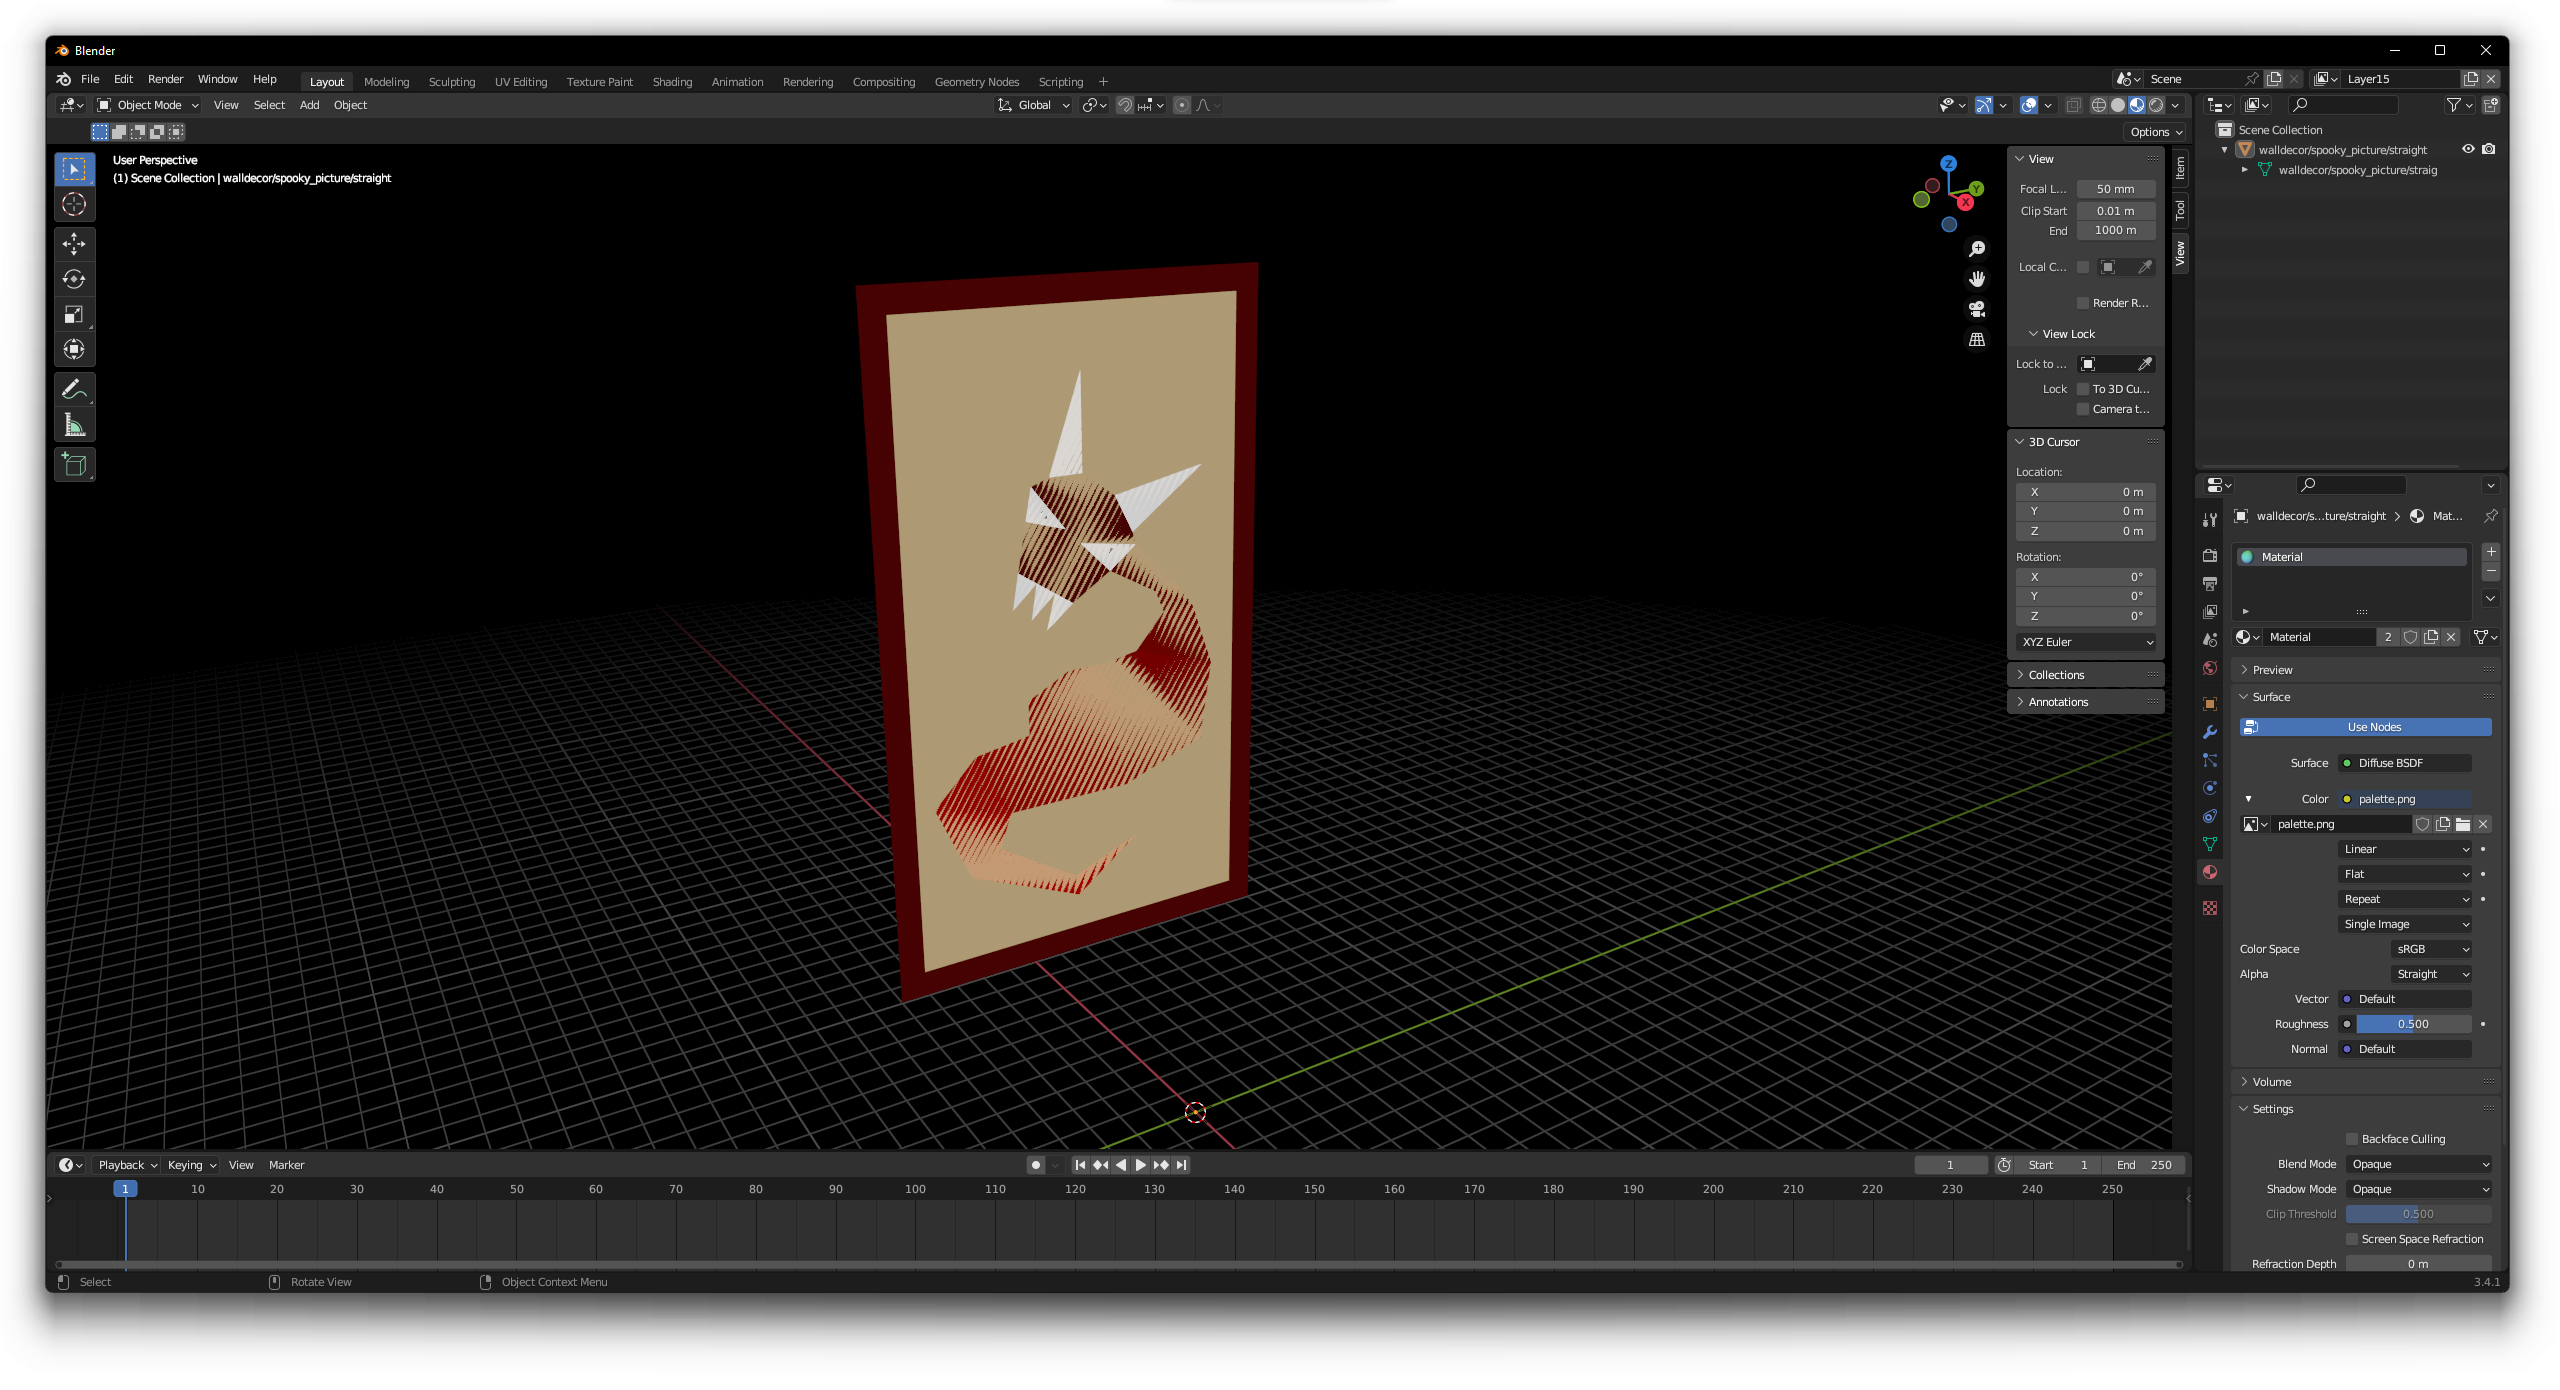 Blender
File Edit Render Window Help Layout Modeling Sculpting UV Editing Texture Paint Shading Animation Rendering Compositing Geometry Nodes Scripting + Scene Layer15
Object Mode View Select Add Object Global
Options
User Perspective
(1) Scene Collection | walldecor/spooky_picture/straight
Z
Y
X
View
Focal L... 50 mm
Clip Start 0.01 m
End 1000 m
Local C...
Render R...
View Lock
Lock to ...
Lock To 3D Cu...
Camera t...
3D Cursor
Location:
X 0 m
Y 0 m
Z 0 m
Rotation:
X 0°
Y 0°
Z 0°
XYZ Euler
Collections
Annotations
Item
Tool
View
Scene Collection
walldecor/spooky_picture/straight
walldecor/spooky_picture/straig
walldecor/s...ture/straight > Mat...
Material
Material 2
Preview
Surface
Use Nodes
Surface Diffuse BSDF
Color palette.png
palette.png
Linear
Flat
Repeat
Single Image
Color Space sRGB
Alpha Straight
Vector Default
Roughness 0.500
Normal Default
Volume
Settings
Backface Culling
Blend Mode Opaque
Shadow Mode Opaque
Clip Threshold 0.500
Screen Space Refraction
Refraction Depth 0 m
Playback Keying View Marker 1 Start 1 End 250
1 10 20 30 40 50 60 70 80 90 100 110 120 130 140 150 160 170 180 190 200 210 220 230 240 250
Select Rotate View Object Context Menu 3.4.1